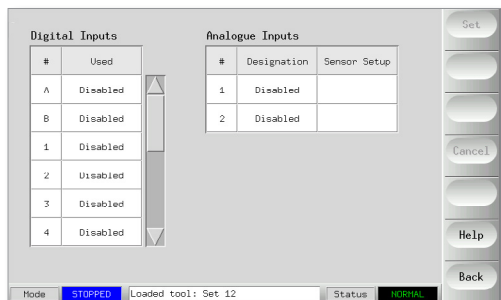 Digital Inputs
# Used
A Disabled
B Disabled
1 Disabled
2 Disabled
3 Disabled
4 Disabled
Analogue Inputs
# Designation Sensor Setup
1 Disabled
2 Disabled
Set
Cancel
Help
Back
Mode STOPPED Loaded tool: Set 12 Status NORMAL